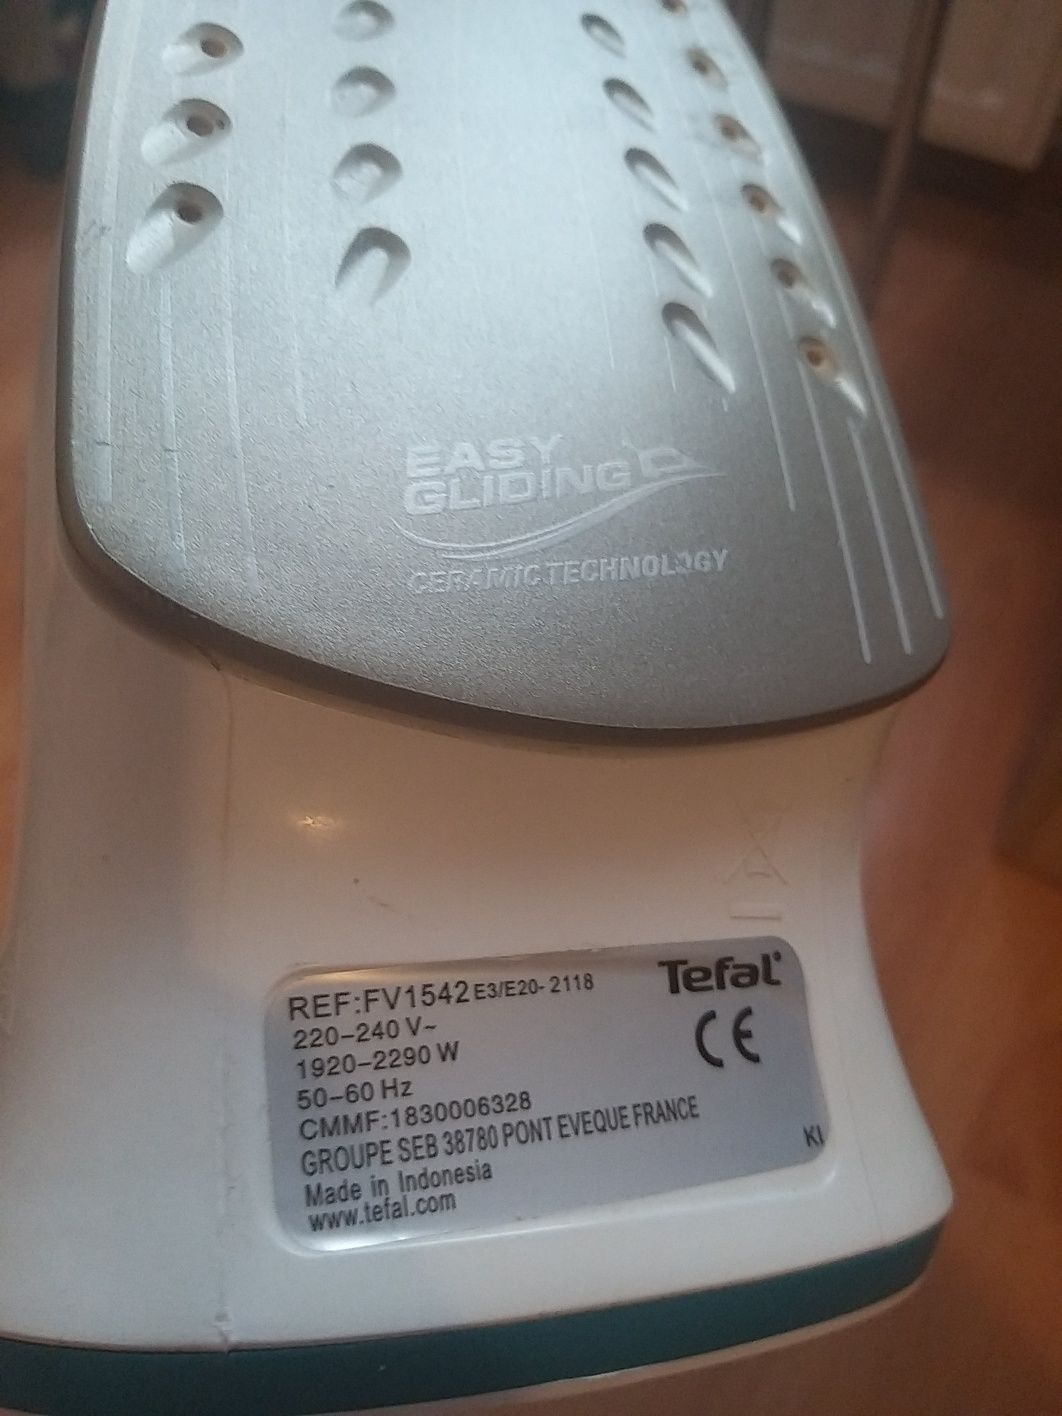 EASY
GLIDING
CERAMIC TECHNOLOGY
REF:FV1542 E3/E20-2118
Tefal
220-240 V~
1920-2290 W
CE
50-60 Hz
CMMF:1830006328
GROUPE SEB 38780 PONT EVEQUE FRANCE
KI
Made in Indonesia
www.tefal.com